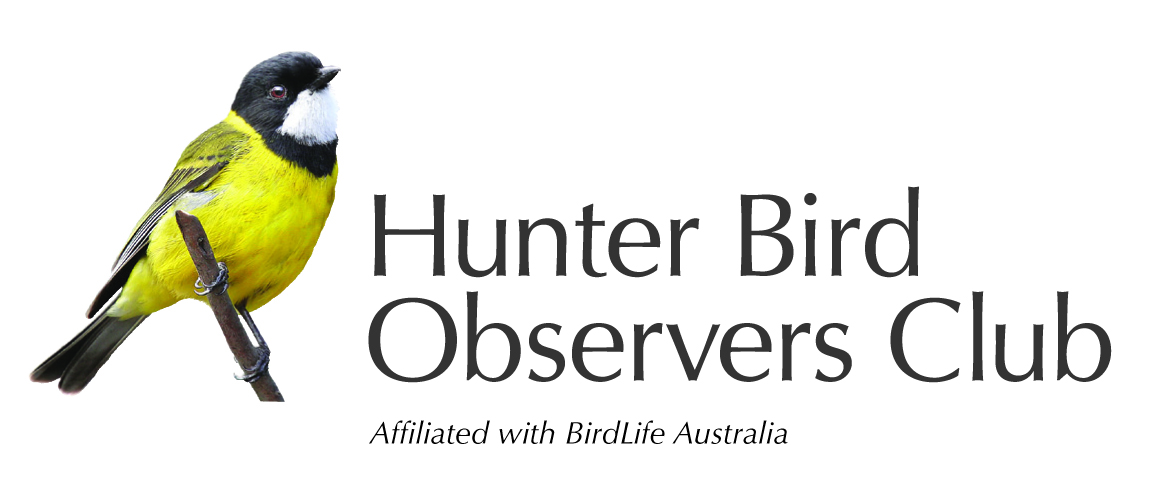 Hunter Bird
Observers Club
Affiliated with BirdLife Australia